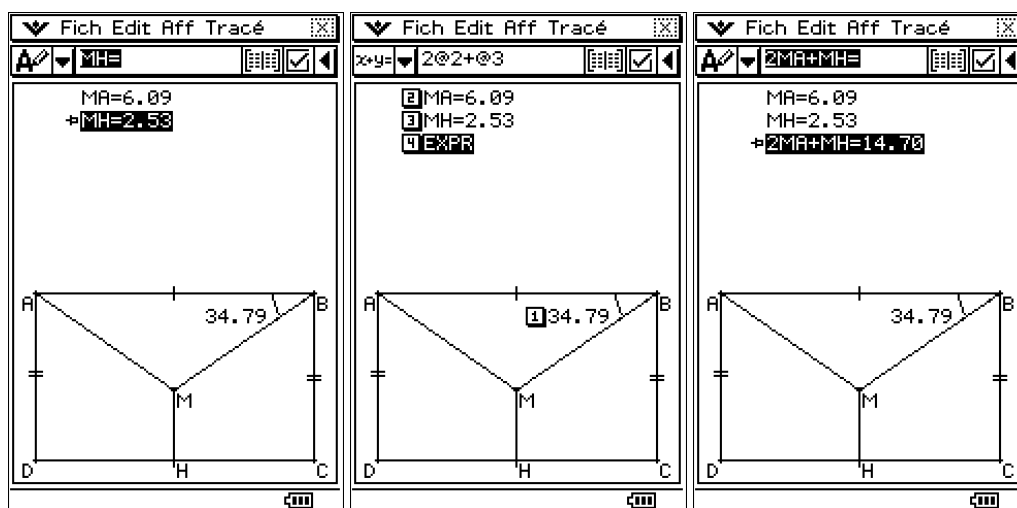 Fich Edit Aff Tracé
MH=
MA=6.09
MH=2.53
A
B
34.79
M
D
H
C
Fich Edit Aff Tracé
x+y=
2@2+@3
2 MA=6.09
3 MH=2.53
4 EXPR
A
B
1 34.79
M
D
H
C
Fich Edit Aff Tracé
2MA+MH=
MA=6.09
MH=2.53
2MA+MH=14.70
A
B
34.79
M
D
H
C